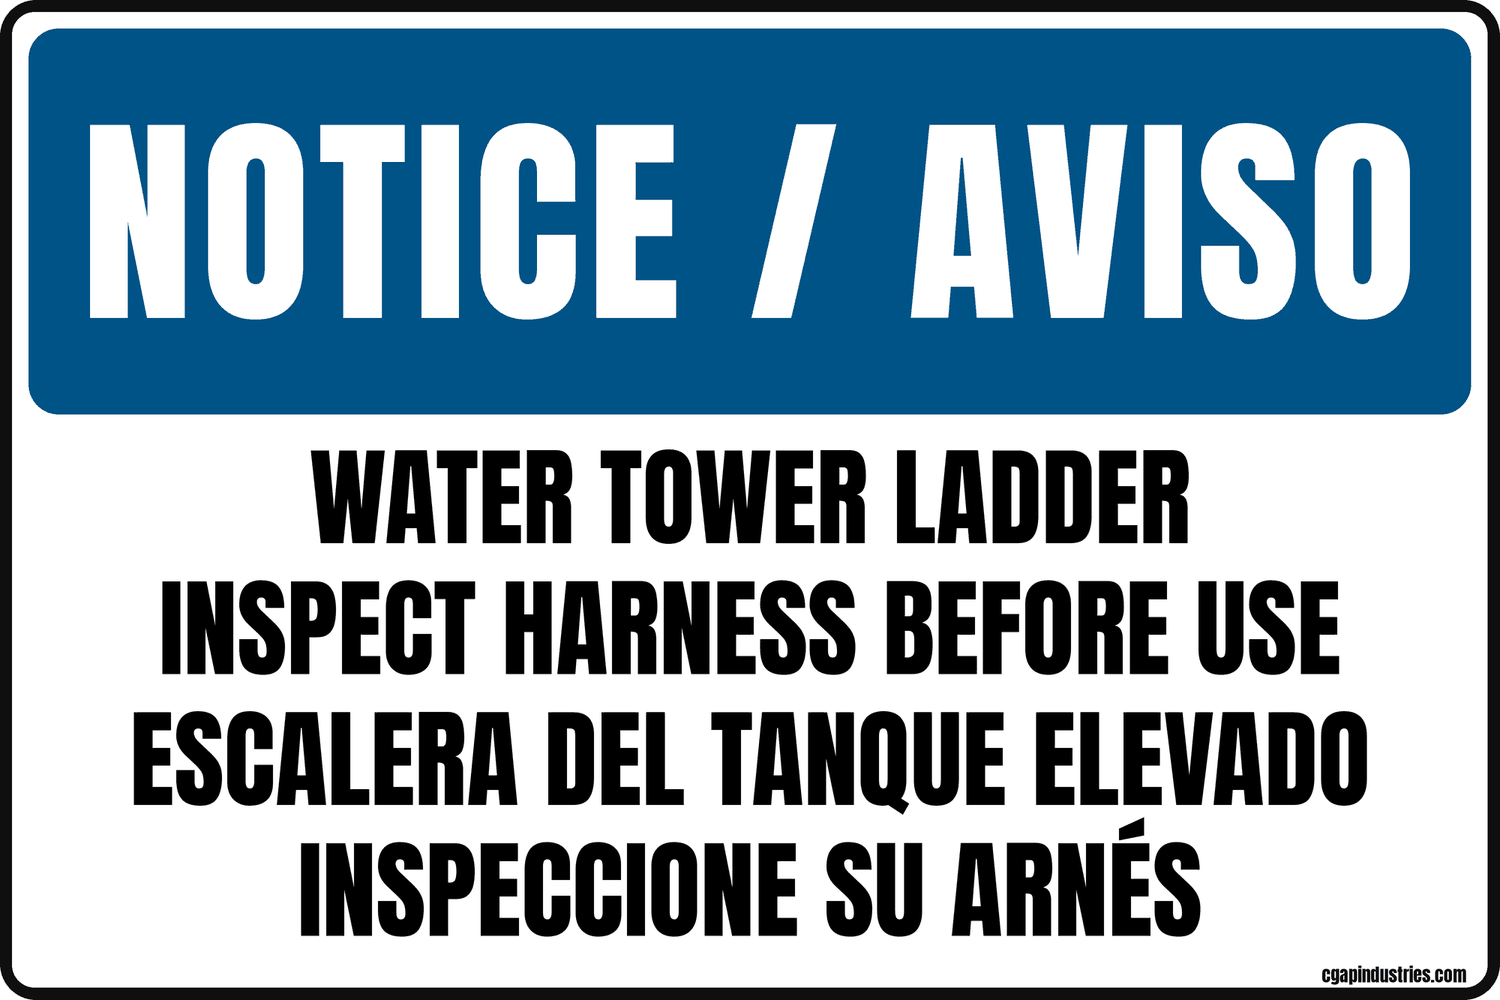 NOTICE / AVISO
WATER TOWER LADDER
INSPECT HARNESS BEFORE USE
ESCALERA DEL TANQUE ELEVADO
INSPECCIONE SU ARNÉS
cgapindustries.com